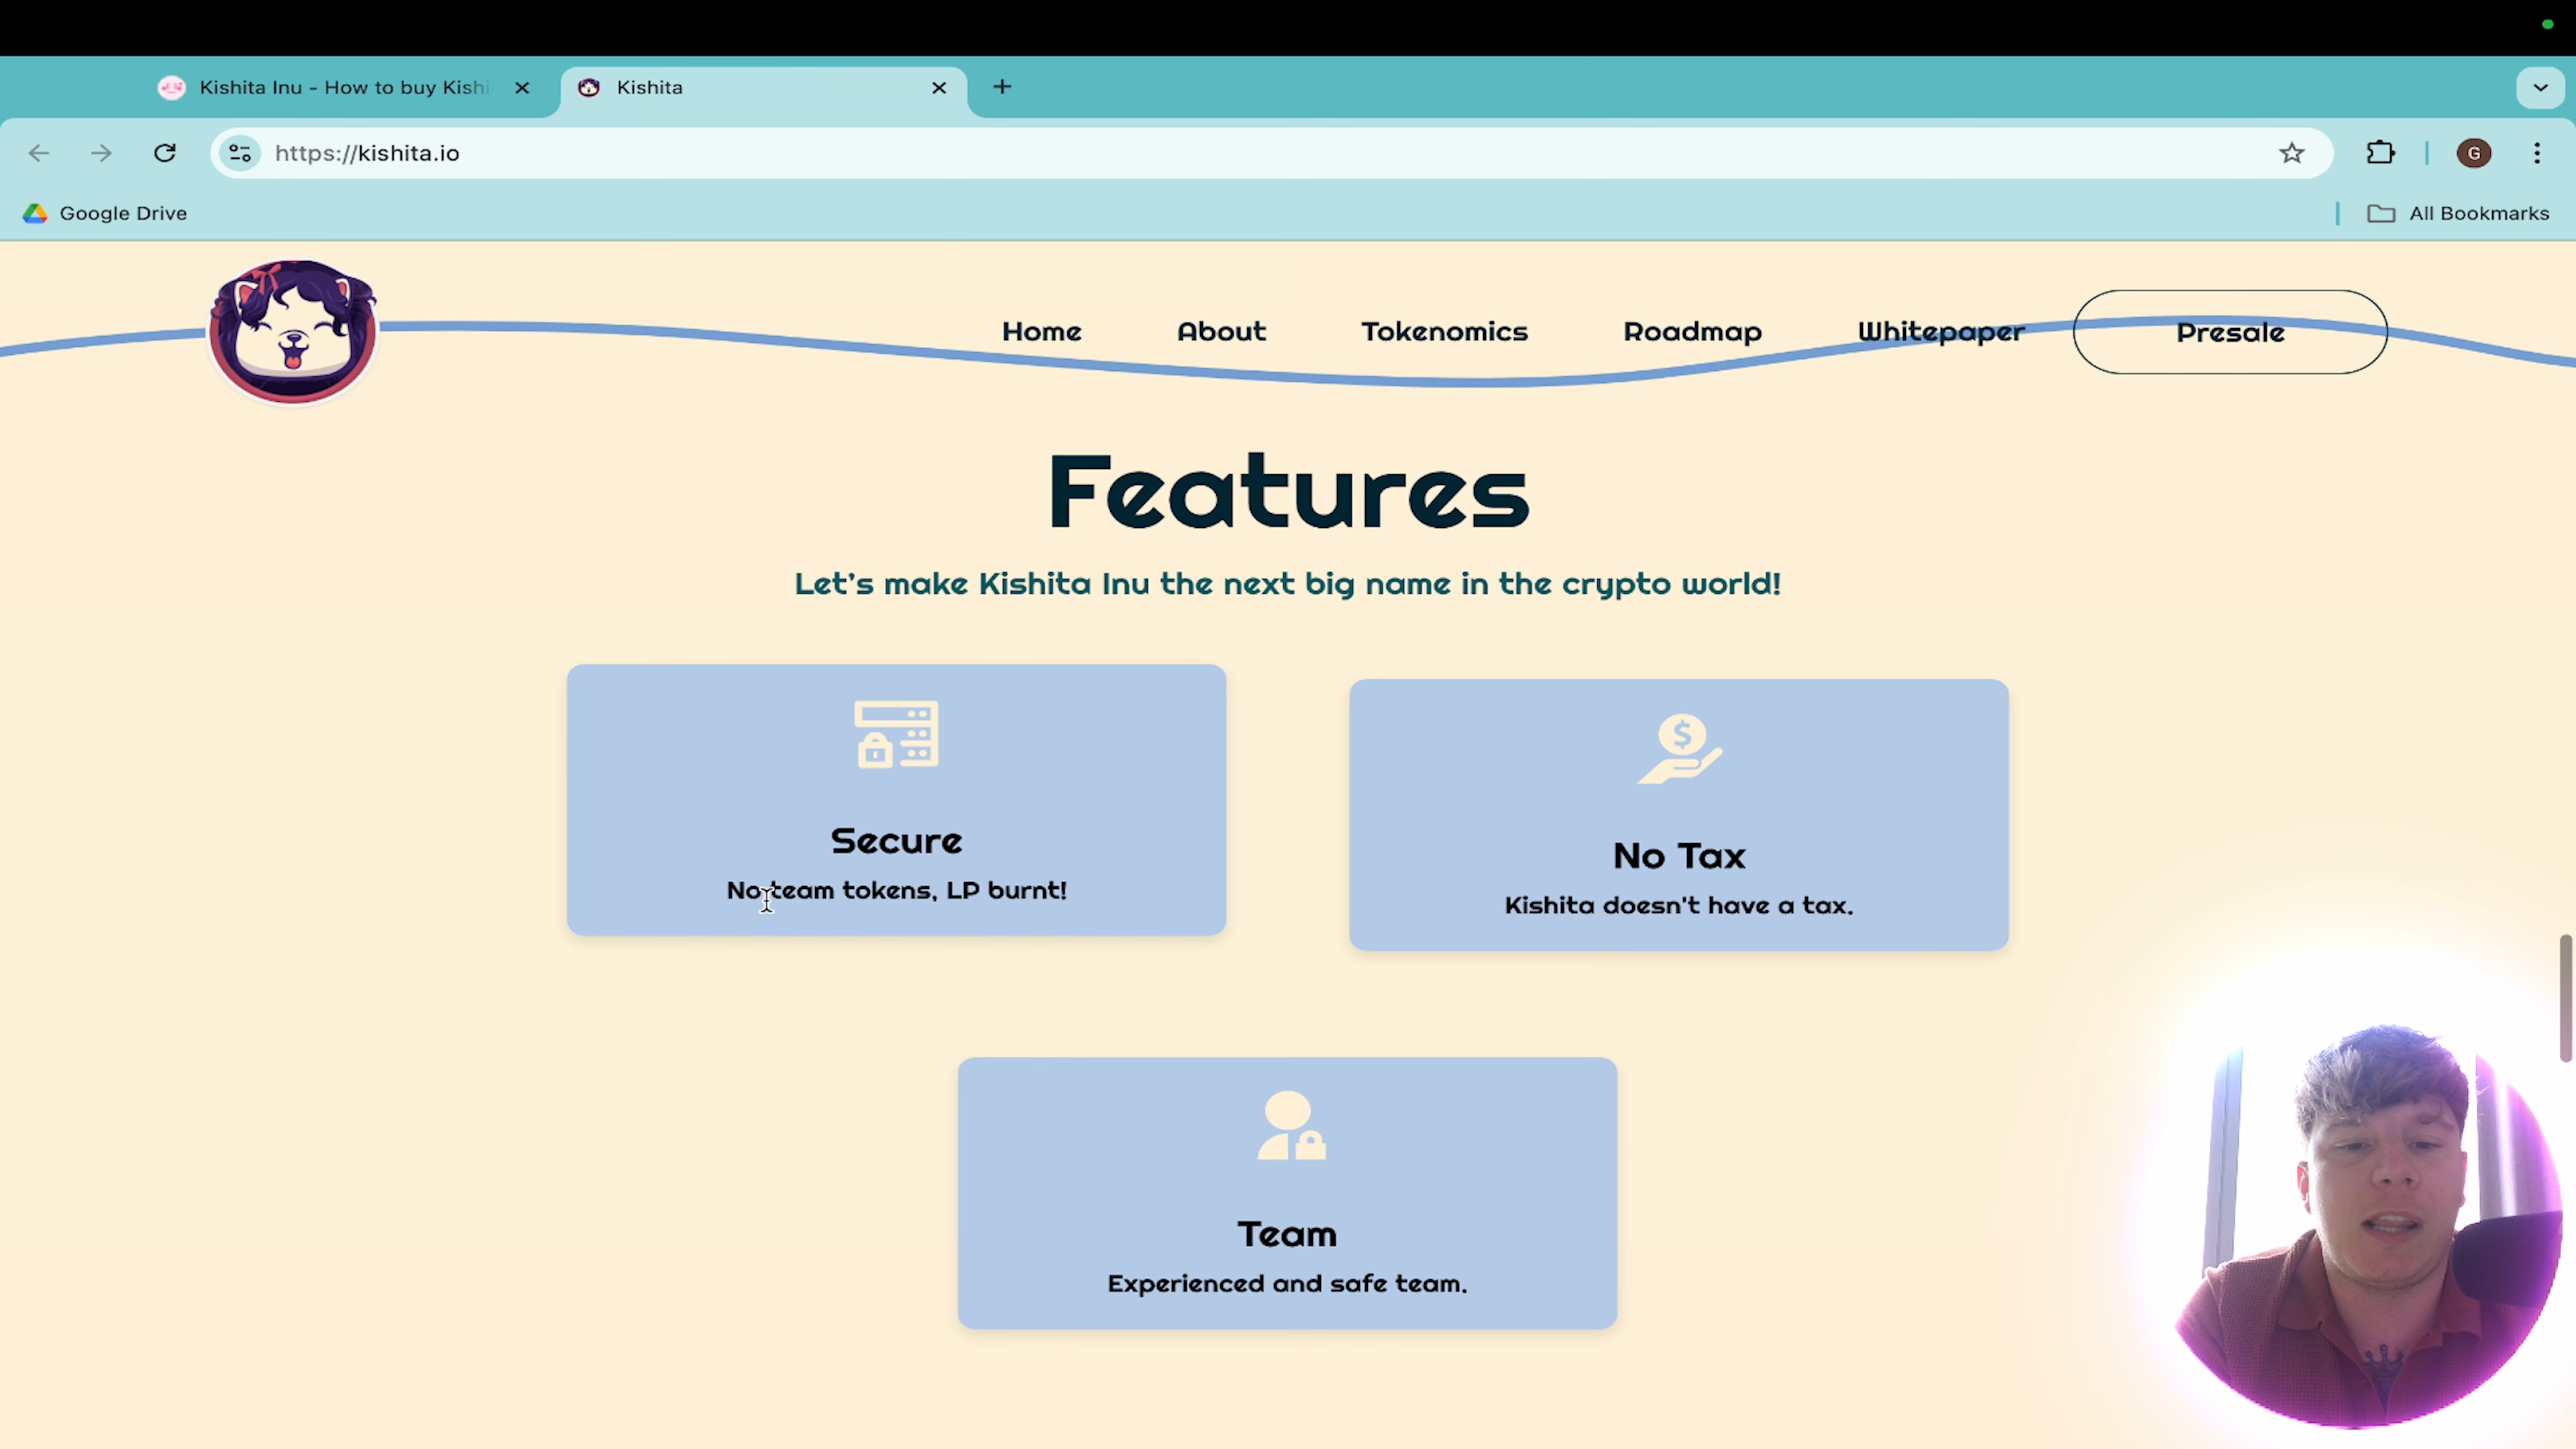 Kishita Inu - How to buy Kishi
Kishita
https://kishita.io
G
Google Drive
All Bookmarks
Home
About
Tokenomics
Roadmap
Whitepaper
Presale
Features
Let's make Kishita Inu the next big name in the crypto world!
Secure
No team tokens, LP burnt!
$
No Tax
Kishita doesn't have a tax.
Team
Experienced and safe team.